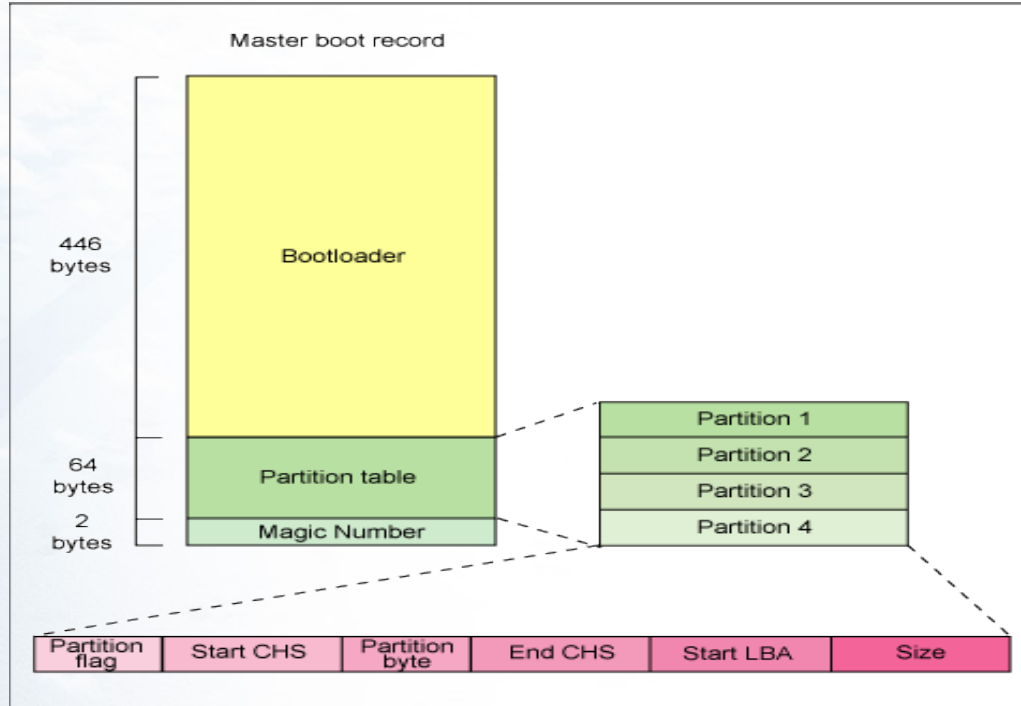 Master boot record
446
bytes
Bootloader
Partition 1
Partition 2
Partition 3
Partition 4
64
bytes
Partition table
2
bytes
Magic Number
Partition
flag
Start CHS
Partition
byte
End CHS
Start LBA
Size